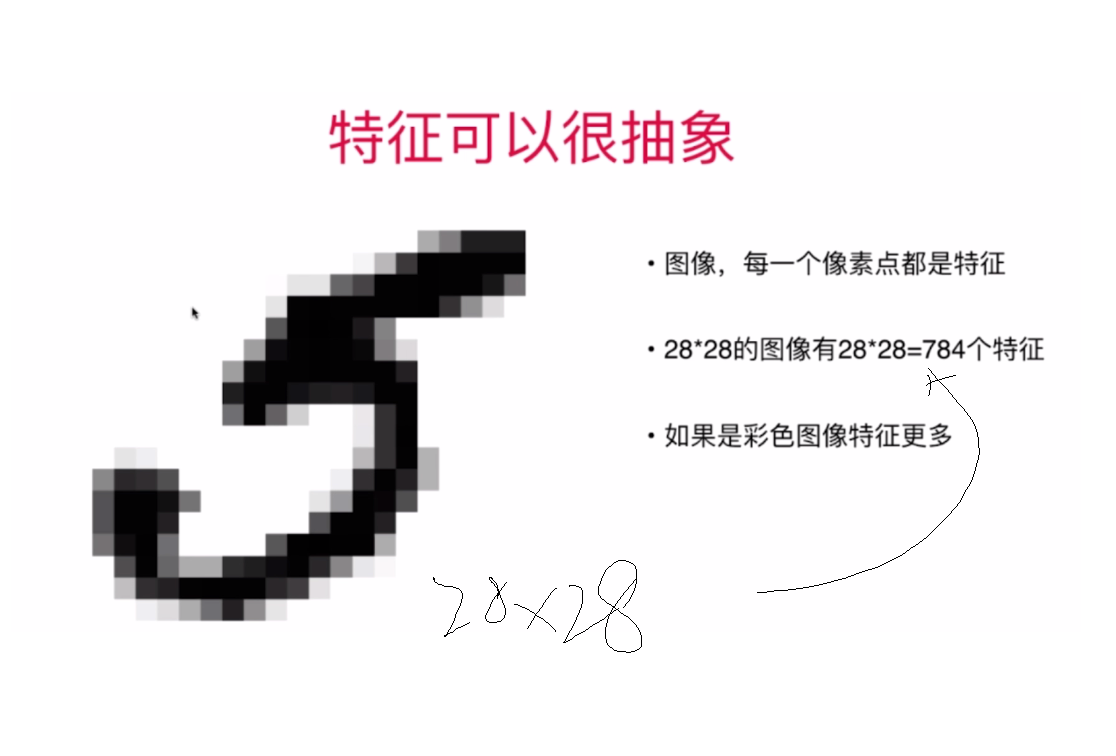 特征可以很抽象
• 图像，每一个像素点都是特征
• 28*28的图像有28*28=784个特征
• 如果是彩色图像特征更多
28×28